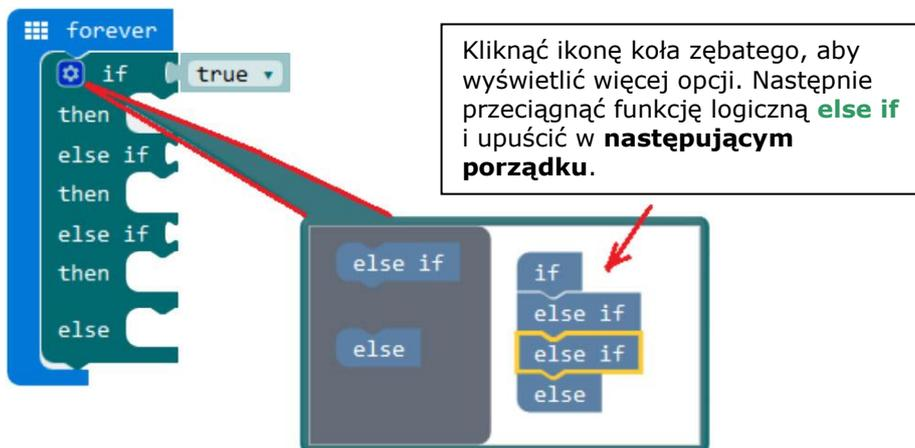 forever
if true
then
else if
then
else if
then
else
Kliknąć ikonę koła zębatego, aby
wyświetlić więcej opcji. Następnie
przeciągnąć funkcję logiczną else if
i upuścić w następującym
porządku.
else if
else
if
else if
else if
else